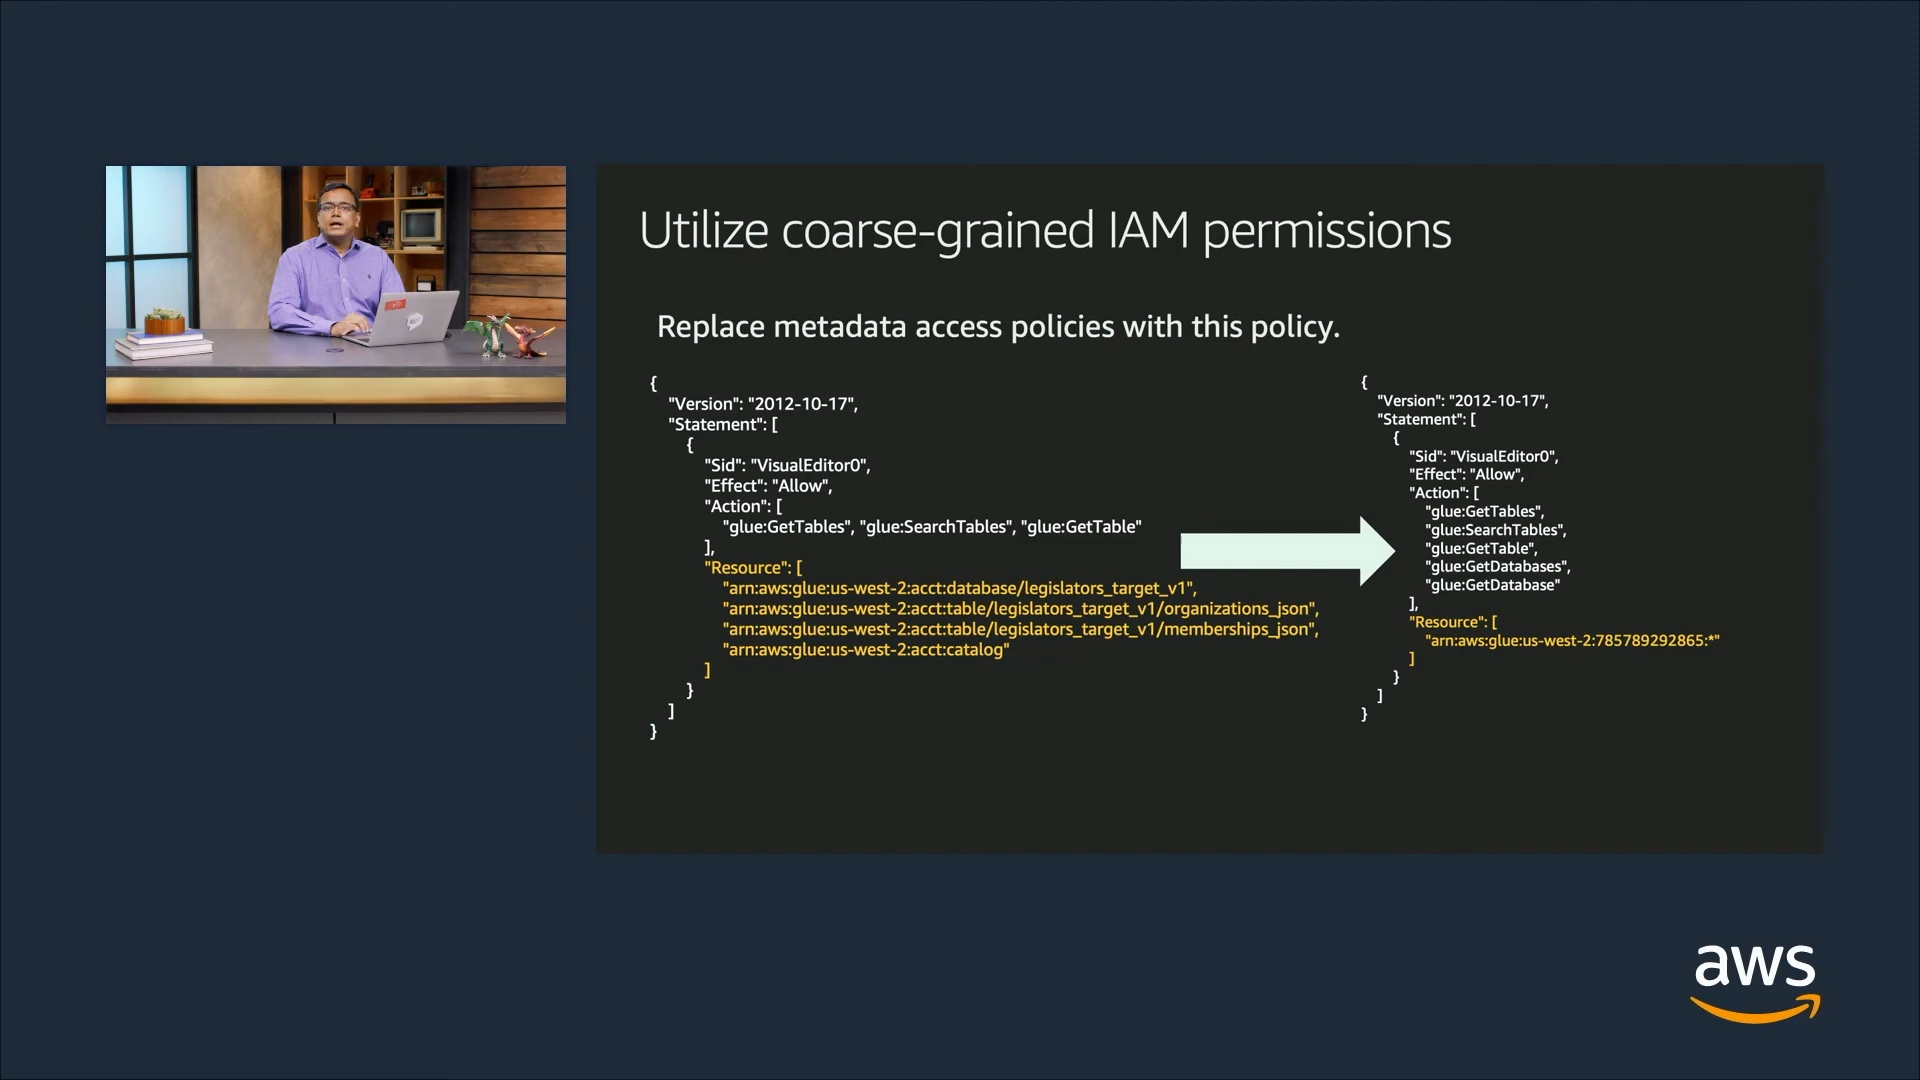 Utilize coarse-grained IAM permissions
Replace metadata access policies with this policy.
{
"Version": "2012-10-17",
"Statement": [
{
"Sid": "VisualEditor0",
"Effect": "Allow",
"Action": [
"glue:GetTables", "glue:SearchTables", "glue:GetTable"
],
"Resource": [
"arn:aws:glue:us-west-2:acct:database/legislators_target_v1",
"arn:aws:glue:us-west-2:acct:table/legislators_target_v1/organizations_json",
"arn:aws:glue:us-west-2:acct:table/legislators_target_v1/memberships_json",
"arn:aws:glue:us-west-2:acct:catalog"
]
}
]
}
{
"Version": "2012-10-17",
"Statement": [
{
"Sid": "VisualEditor0",
"Effect": "Allow",
"Action": [
"glue:GetTables",
"glue:SearchTables",
"glue:GetTable",
"glue:GetDatabases",
"glue:GetDatabase"
],
"Resource": [
"arn:aws:glue:us-west-2:785789292865:*"
]
}
]
}
aws